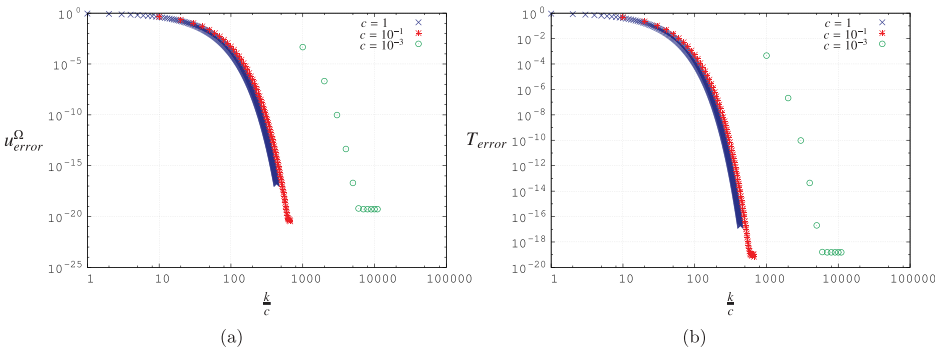 10^0
10^-5
10^-10
10^-15
10^-20
10^-25
u^Ω_error
1 10 100 1000 10000 100000
k/c
c = 1
c = 10^-1
c = 10^-3
(a)
10^0
10^-2
10^-4
10^-6
10^-8
10^-10
10^-12
10^-14
10^-16
10^-18
10^-20
T_error
1 10 100 1000 10000 100000
k/c
c = 1
c = 10^-1
c = 10^-3
(b)